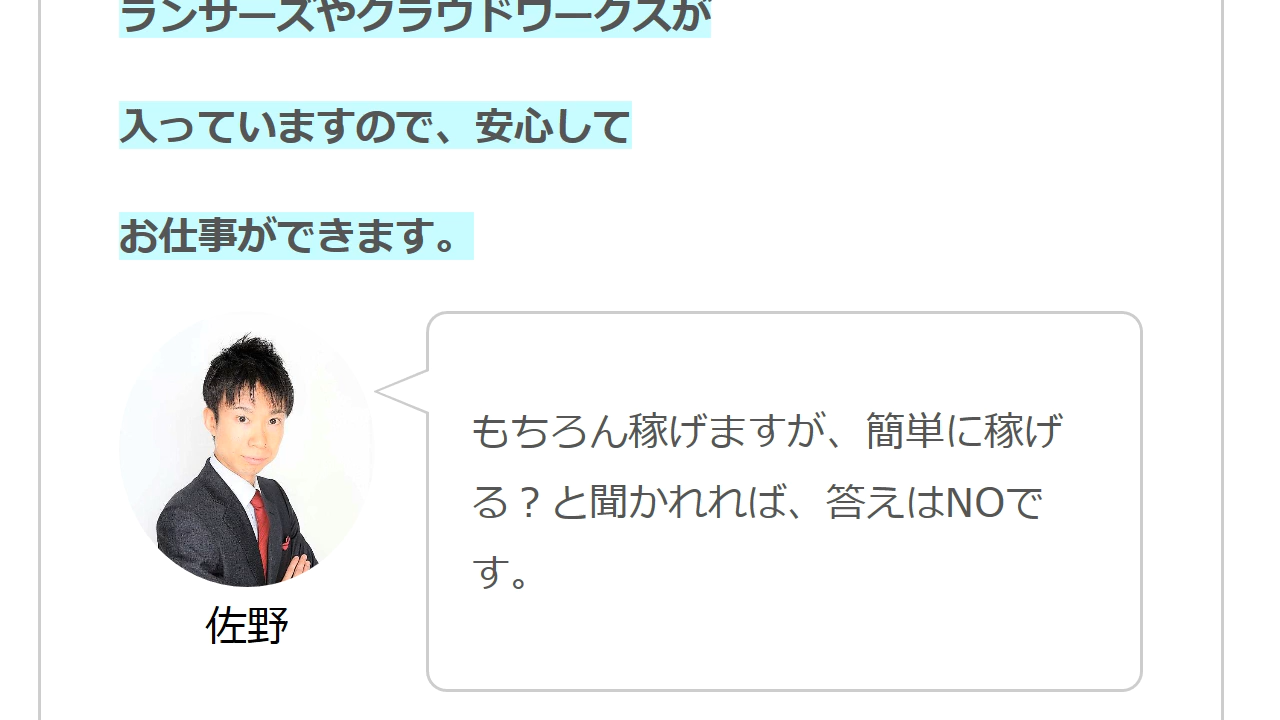 ランサーズやクラウドワークスが
入っていますので、安心して
お仕事ができます。
もちろん稼げますが、簡単に稼げ
る？と聞かれれば、答えはNOで
す。
佐野